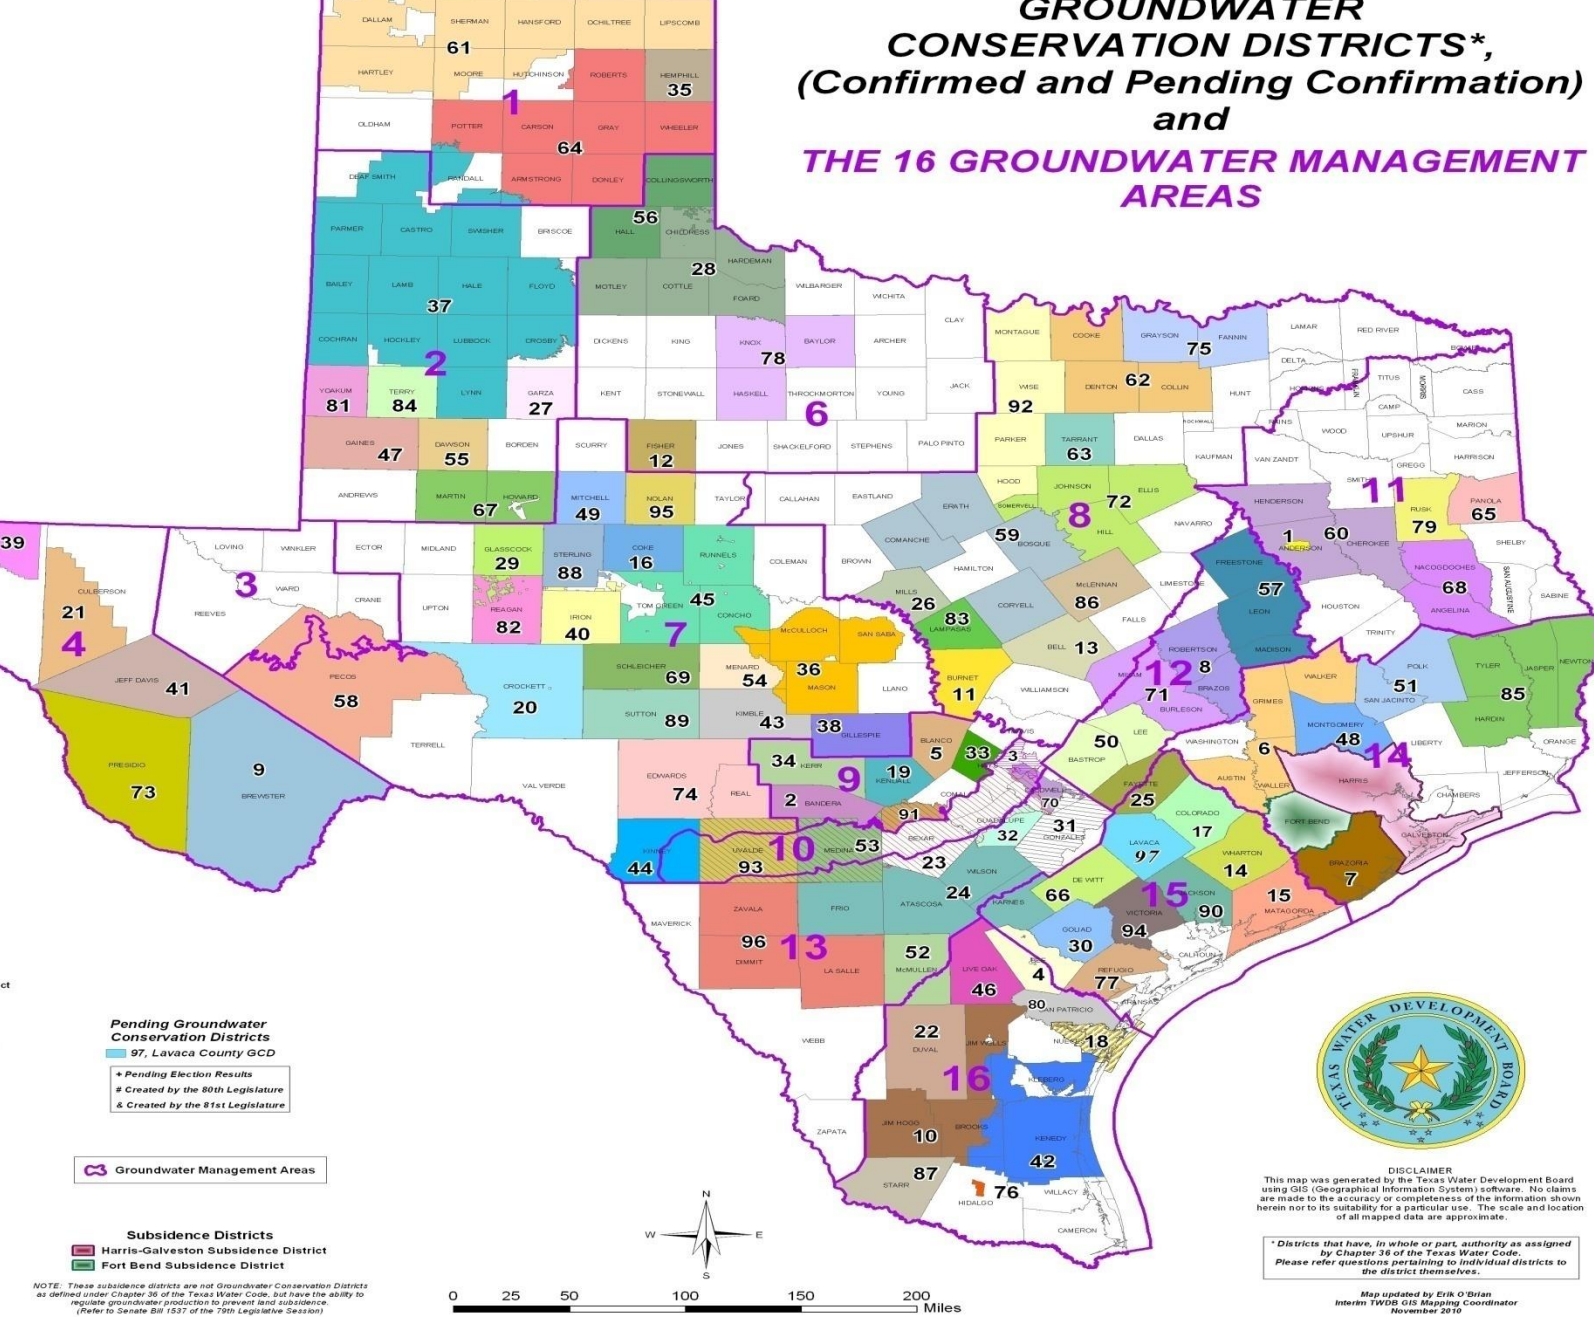 GROUNDWATER
CONSERVATION DISTRICTS*,
(Confirmed and Pending Confirmation)
and
THE 16 GROUNDWATER MANAGEMENT
AREAS
DALLAM SHERMAN HANSFORD OCHILTREE LIPSCOMB
61
HARTLEY MOORE HUTCHINSON ROBERTS HEMPHILL
35
1
OLDHAM POTTER CARSON GRAY WHEELER
64
DEAF SMITH RANDALL ARMSTRONG DONLEY COLLINGSWORTH
56
PARMER CASTRO SWISHER BRISCOE HALL CHILDRESS
28 HARDEMAN
BAILEY LAMB HALE FLOYD MOTLEY COTTLE FOARD WILBARGER WICHITA
37
CLAY MONTAGUE COOKE GRAYSON FANNIN LAMAR RED RIVER
75
COCHRAN HOCKLEY LUBBOCK CROSBY DICKENS KING KNOX BAYLOR ARCHER
78
2
DELTA TITUS MORRIS CASS
FRANKLIN
YOAKUM TERRY LYNN GARZA KENT STONEWALL HASKELL THROCKMORTON YOUNG JACK WISE DENTON COLLIN HUNT
81 84 27 6 92 62
CAMP MARION
ROCKWALL RAINS WOOD UPSHUR
GAINES DAWSON BORDEN SCURRY FISHER JONES SHACKELFORD STEPHENS PALO PINTO PARKER TARRANT DALLAS KAUFMAN VAN ZANDT GREGG HARRISON
47 55 12 63
ANDREWS MARTIN HOWARD MITCHELL NOLAN TAYLOR CALLAHAN EASTLAND ERATH HOOD SOMERVELL JOHNSON ELLIS HENDERSON SMITH RUSK PANOLA
67 49 95 8 72 11 79 65
39 LOVING WINKLER ECTOR MIDLAND GLASSCOCK STERLING COKE RUNNELS COLEMAN BROWN COMANCHE BOSQUE HILL NAVARRO ANDERSON CHEROKEE SHELBY
29 88 16 59 1 60
CULBERSON REEVES WARD CRANE UPTON REAGAN IRION TOM GREEN CONCHO MILLS HAMILTON CORYELL McLENNAN LIMESTONE FREESTONE LEON NACOGDOCHES ANGELINA SAN AUGUSTINE SABINE
21 3 82 40 45 26 86 57 68
4 7 83 LAMPASAS FALLS HOUSTON TRINITY
McCULLOCH SAN SABA BELL 13 ROBERTSON MADISON
JEFF DAVIS PECOS CROCKETT SCHLEICHER MENARD MASON LLANO BURNET WILLIAMSON MILAM BRAZOS WALKER POLK TYLER JASPER NEWTON
41 58 20 69 54 36 11 12 8 71 51 85
GRIMES SAN JACINTO HARDIN
BURLESON
SUTTON KIMBLE GILLESPIE BLANCO LEE WASHINGTON MONTGOMERY LIBERTY ORANGE
89 43 38 5 33 50 6 48 14
TERRELL BASTROP
PRESIDIO BREWSTER VAL VERDE EDWARDS REAL KERR KENDALL 3 FAYETTE AUSTIN WALLER HARRIS CHAMBERS JEFFERSON
73 9 74 34 9 19 25
2 BANDERA 70 COLORADO FORT BEND
91 GUADALUPE 31 GONZALES 17 GALVESTON
32
KINNEY UVALDE MEDINA BEXAR LAVACA WHARTON BRAZORIA
44 93 10 53 23 97 14 7
WILSON DE WITT
MAVERICK ZAVALA FRIO ATASCOSA KARNES JACKSON MATAGORDA
24 66 15 90 15
VICTORIA
94
96 13 GOLIAD
30
DIMMIT LA SALLE McMULLEN LIVE OAK REFUGIO CALHOUN
52 46 4 77
80 SAN PATRICIO ARANSAS
WEBB DUVAL JIM WELLS 18
22
16 KLEBERG
ZAPATA JIM HOGG BROOKS KENEDY
10 42
STARR 87 76 HIDALGO WILLACY
CAMERON
ct
Pending Groundwater
Conservation Districts
97, Lavaca County GCD
+ Pending Election Results
# Created by the 80th Legislature
& Created by the 81st Legislature
Groundwater Management Areas
Subsidence Districts
Harris-Galveston Subsidence District
Fort Bend Subsidence District
NOTE: These subsidence districts are not Groundwater Conservation Districts
as defined under Chapter 36 of the Texas Water Code, but have the ability to
regulate groundwater production to prevent land subsidence.
(Refer to Senate Bill 1537 of the 79th Legislative Session)
N
W E
S
0 25 50 100 150 200
Miles
TEXAS WATER DEVELOPMENT BOARD
DISCLAIMER
This map was generated by the Texas Water Development Board
using GIS (Geographical Information System) software. No claims
are made to the accuracy or completeness of the information shown
herein nor to its suitability for a particular use. The scale and location
of all mapped data are approximate.
* Districts that have, in whole or part, authority as assigned
by Chapter 36 of the Texas Water Code.
Please refer questions pertaining to individual districts to
the district themselves.
Map updated by Erik O'Brian
Interim TWDB GIS Mapping Coordinator
November 2010